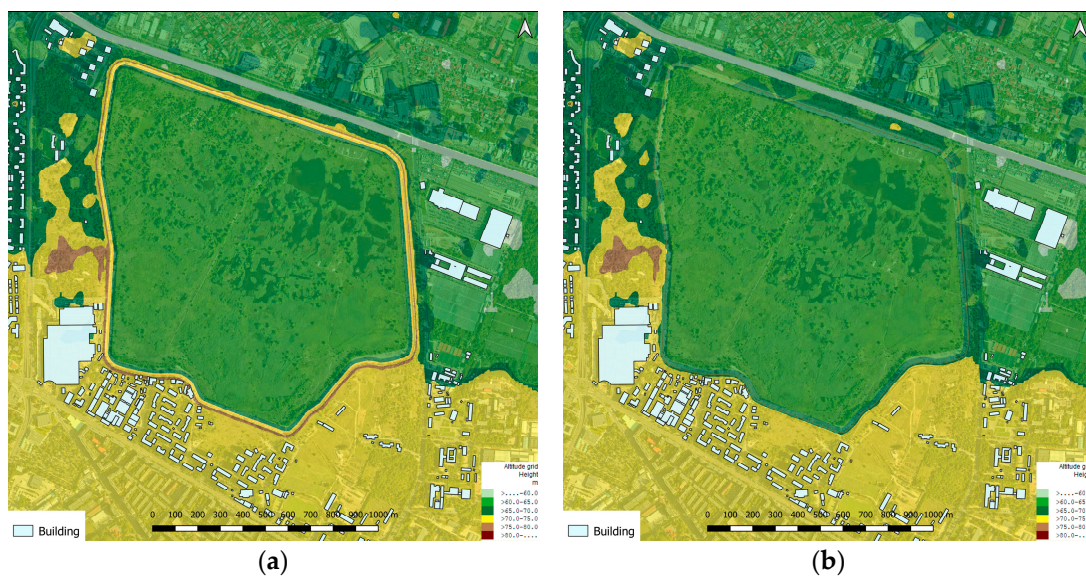 Altitude grid
Height
m
>....-60.0
>60.0-65.0
>65.0-70.0
>70.0-75.0
>75.0-80.0
>80.0-....
Building
0 100 200 300 400 500 600 700 800 900 1000 m
(a)
Altitude grid
Heigh
>....-60
>60.0-65
>65.0-70
>70.0-75
>75.0-80
>80.0-..
Building
0 100 200 300 400 500 600 700 800 900 1000 m
(b)